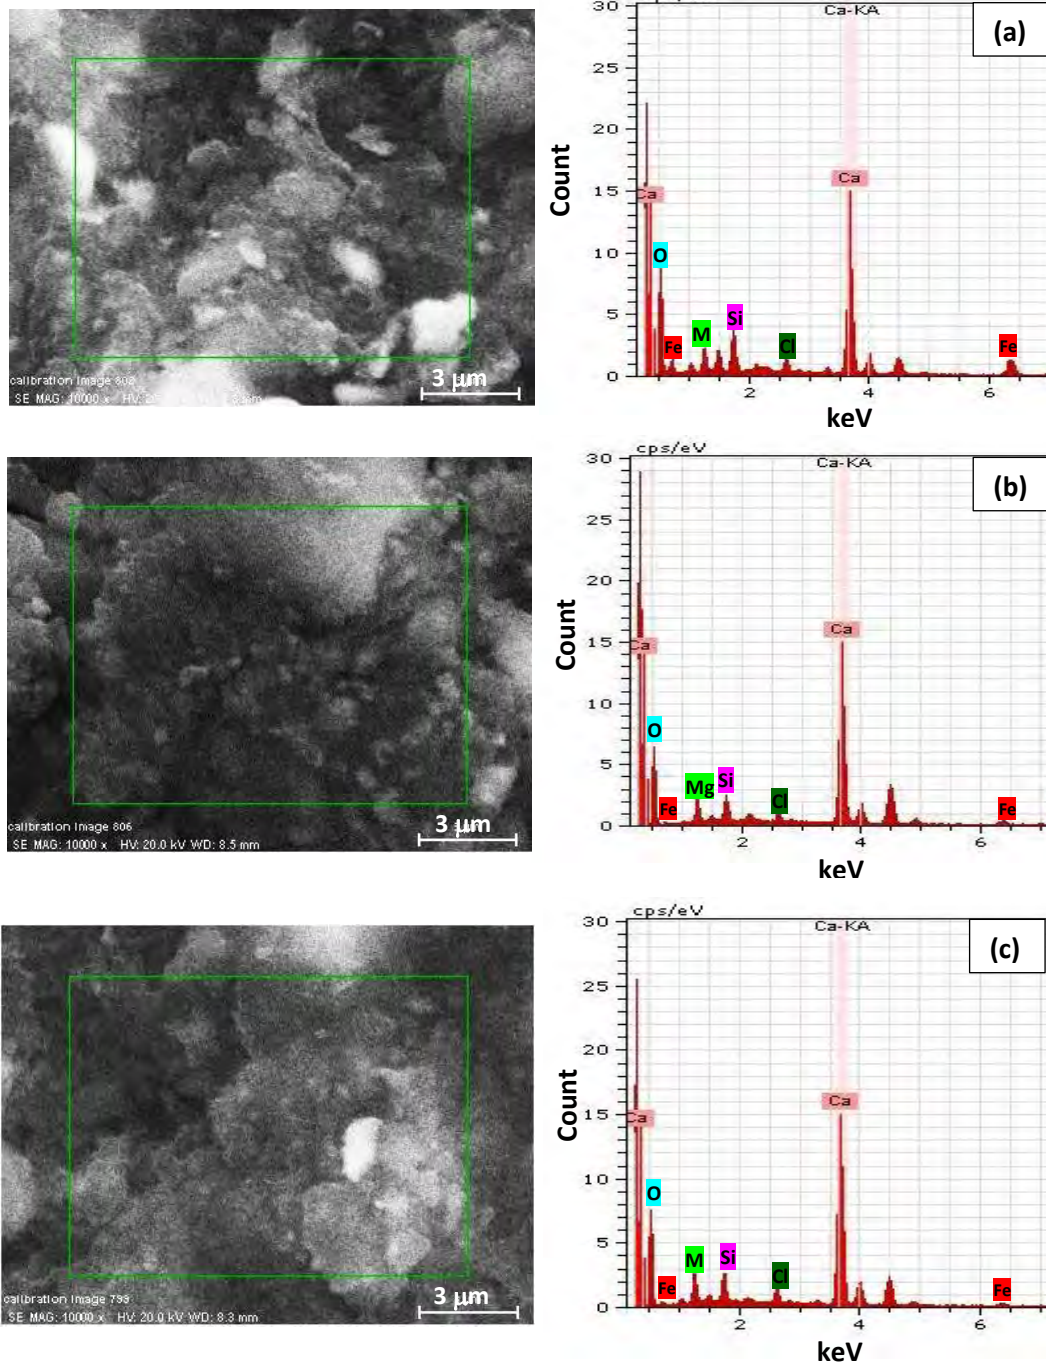 cps/eV
30
Ca-KA
(a)
25
20
Count
15
Ca
Ca
10
O
5
Fe
M
Si
Cl
Fe
0
2
4
6
keV
calibration image
SE MAG: 10000 x HV:
3 µm
cps/eV
30
Ca-KA
(b)
25
20
Count
15
Ca
Ca
10
O
5
Fe
Mg
Si
Cl
Fe
0
2
4
6
keV
calibration image 806
SE MAG: 10000 x HV: 20.0 kV WD: 8.5 mm
3 µm
cps/eV
30
Ca-KA
(c)
25
20
Count
15
Ca
Ca
10
O
5
Fe
M
Si
Cl
Fe
0
2
4
6
keV
calibration image 799
SE MAG: 10000 x HV: 20.0 kV WD: 8.3 mm
3 µm